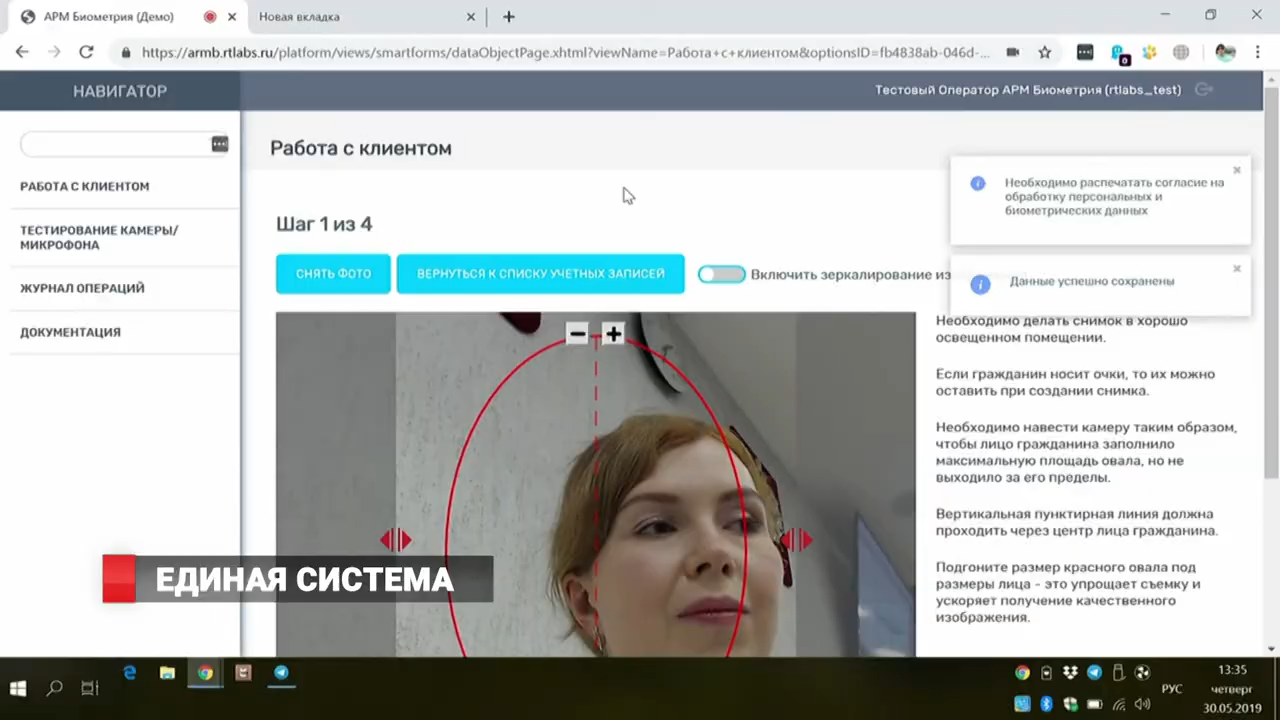 АРМ Биометрия (Демо)
Новая вкладка
https://armb.rtlabs.ru/platform/views/smartforms/dataObjectPage.xhtml?viewName=Работа+с+клиентом&optionsID=fb4838ab-046d-...
НАВИГАТОР
Тестовый Оператор АРМ Биометрия (rtlabs_test)
РАБОТА С КЛИЕНТОМ
ТЕСТИРОВАНИЕ КАМЕРЫ/
МИКРОФОНА
ЖУРНАЛ ОПЕРАЦИЙ
ДОКУМЕНТАЦИЯ
Работа с клиентом
Необходимо распечатать согласие на
обработку персональных и
биометрических данных
Данные успешно сохранены
Шаг 1 из 4
СНЯТЬ ФОТО
ВЕРНУТЬСЯ К СПИСКУ УЧЕТНЫХ ЗАПИСЕЙ
Включить зеркалирование из
Необходимо делать снимок в хорошо
освещенном помещении.
Если гражданин носит очки, то их можно
оставить при создании снимка.
Необходимо навести камеру таким образом,
чтобы лицо гражданина заполнило
максимальную площадь овала, но не
выходило за его пределы.
Вертикальная пунктирная линия должна
проходить через центр лица гражданина.
Подгоните размер красного овала под
размеры лица - это упрощает съемку и
ускоряет получение качественного
изображения.
ЕДИНАЯ СИСТЕМА
РУС
13:35
четверг
30.05.2019